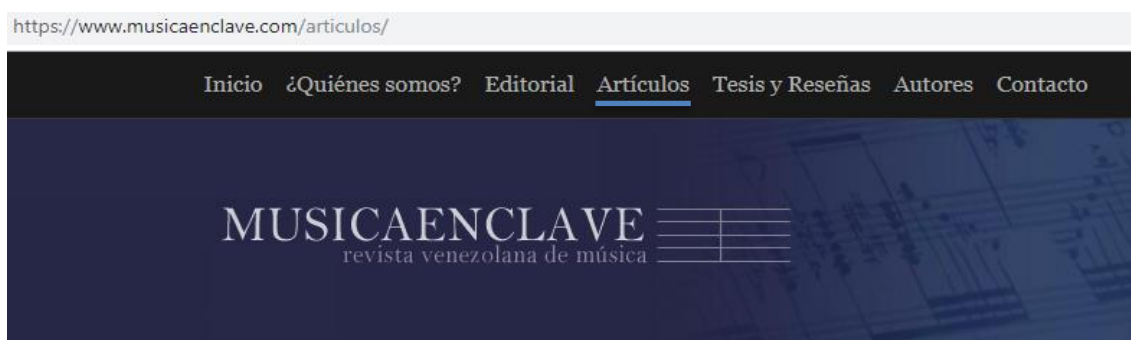 https://www.musicaenclave.com/articulos/
Inicio ¿Quiénes somos? Editorial Artículos Tesis y Reseñas Autores Contacto
MUSICAENCLAVE
revista venezolana de música